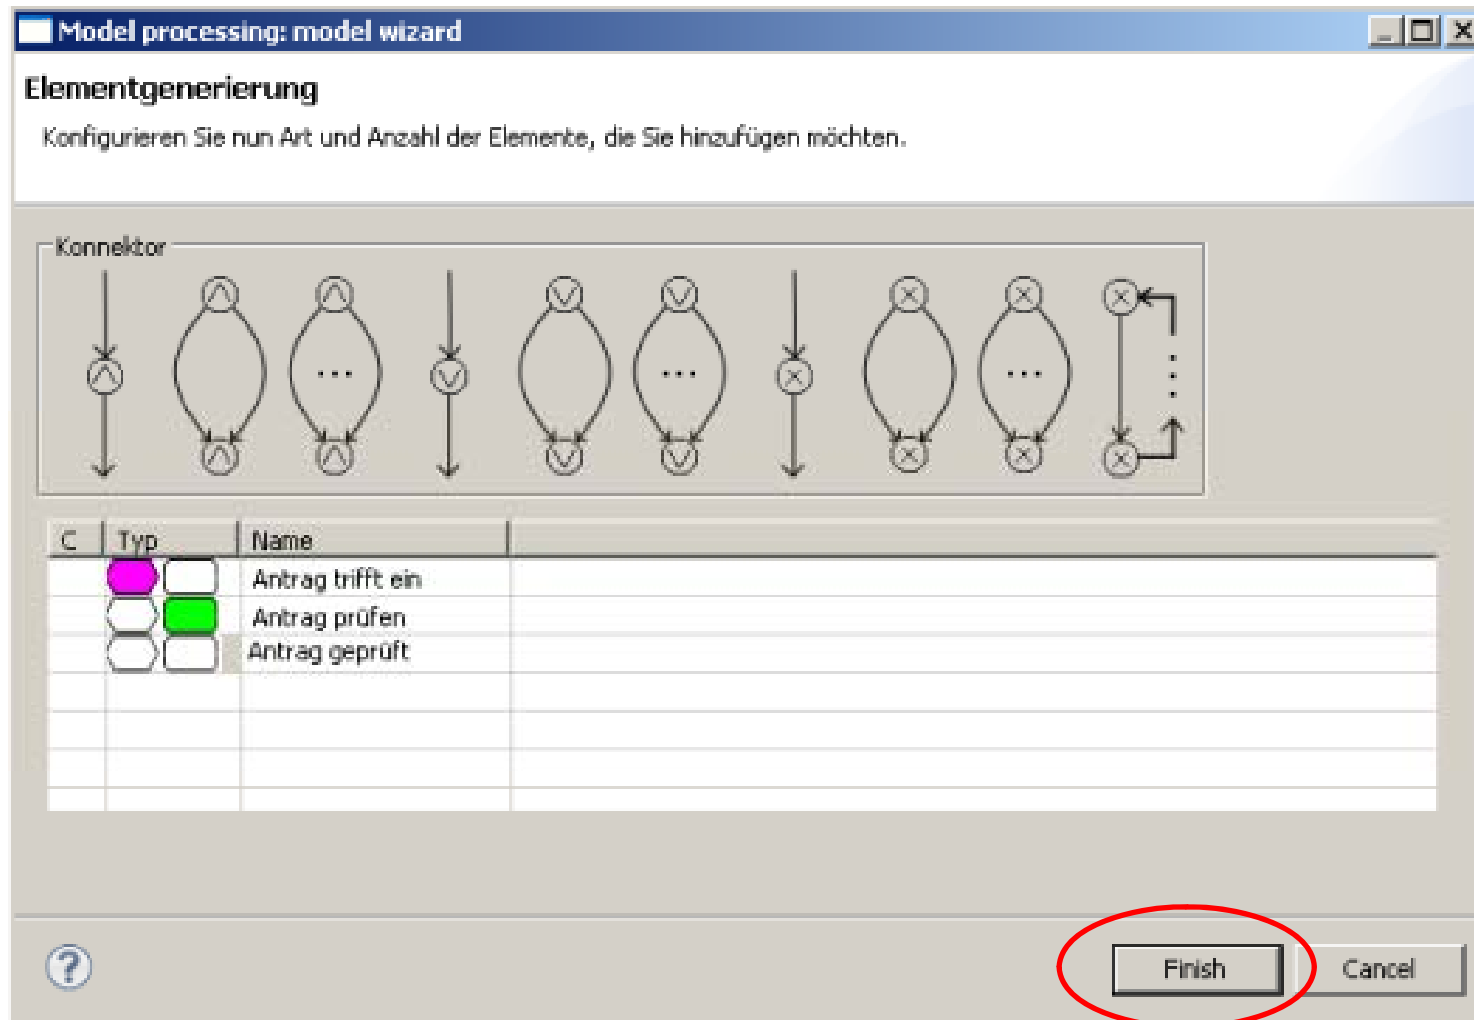 Model processing: model wizard
Elementgenerierung
Konfigurieren Sie nun Art und Anzahl der Elemente, die Sie hinzufügen möchten.
Konnektor
C Typ Name
Antrag trifft ein
Antrag prüfen
Antrag geprüft
Finish Cancel